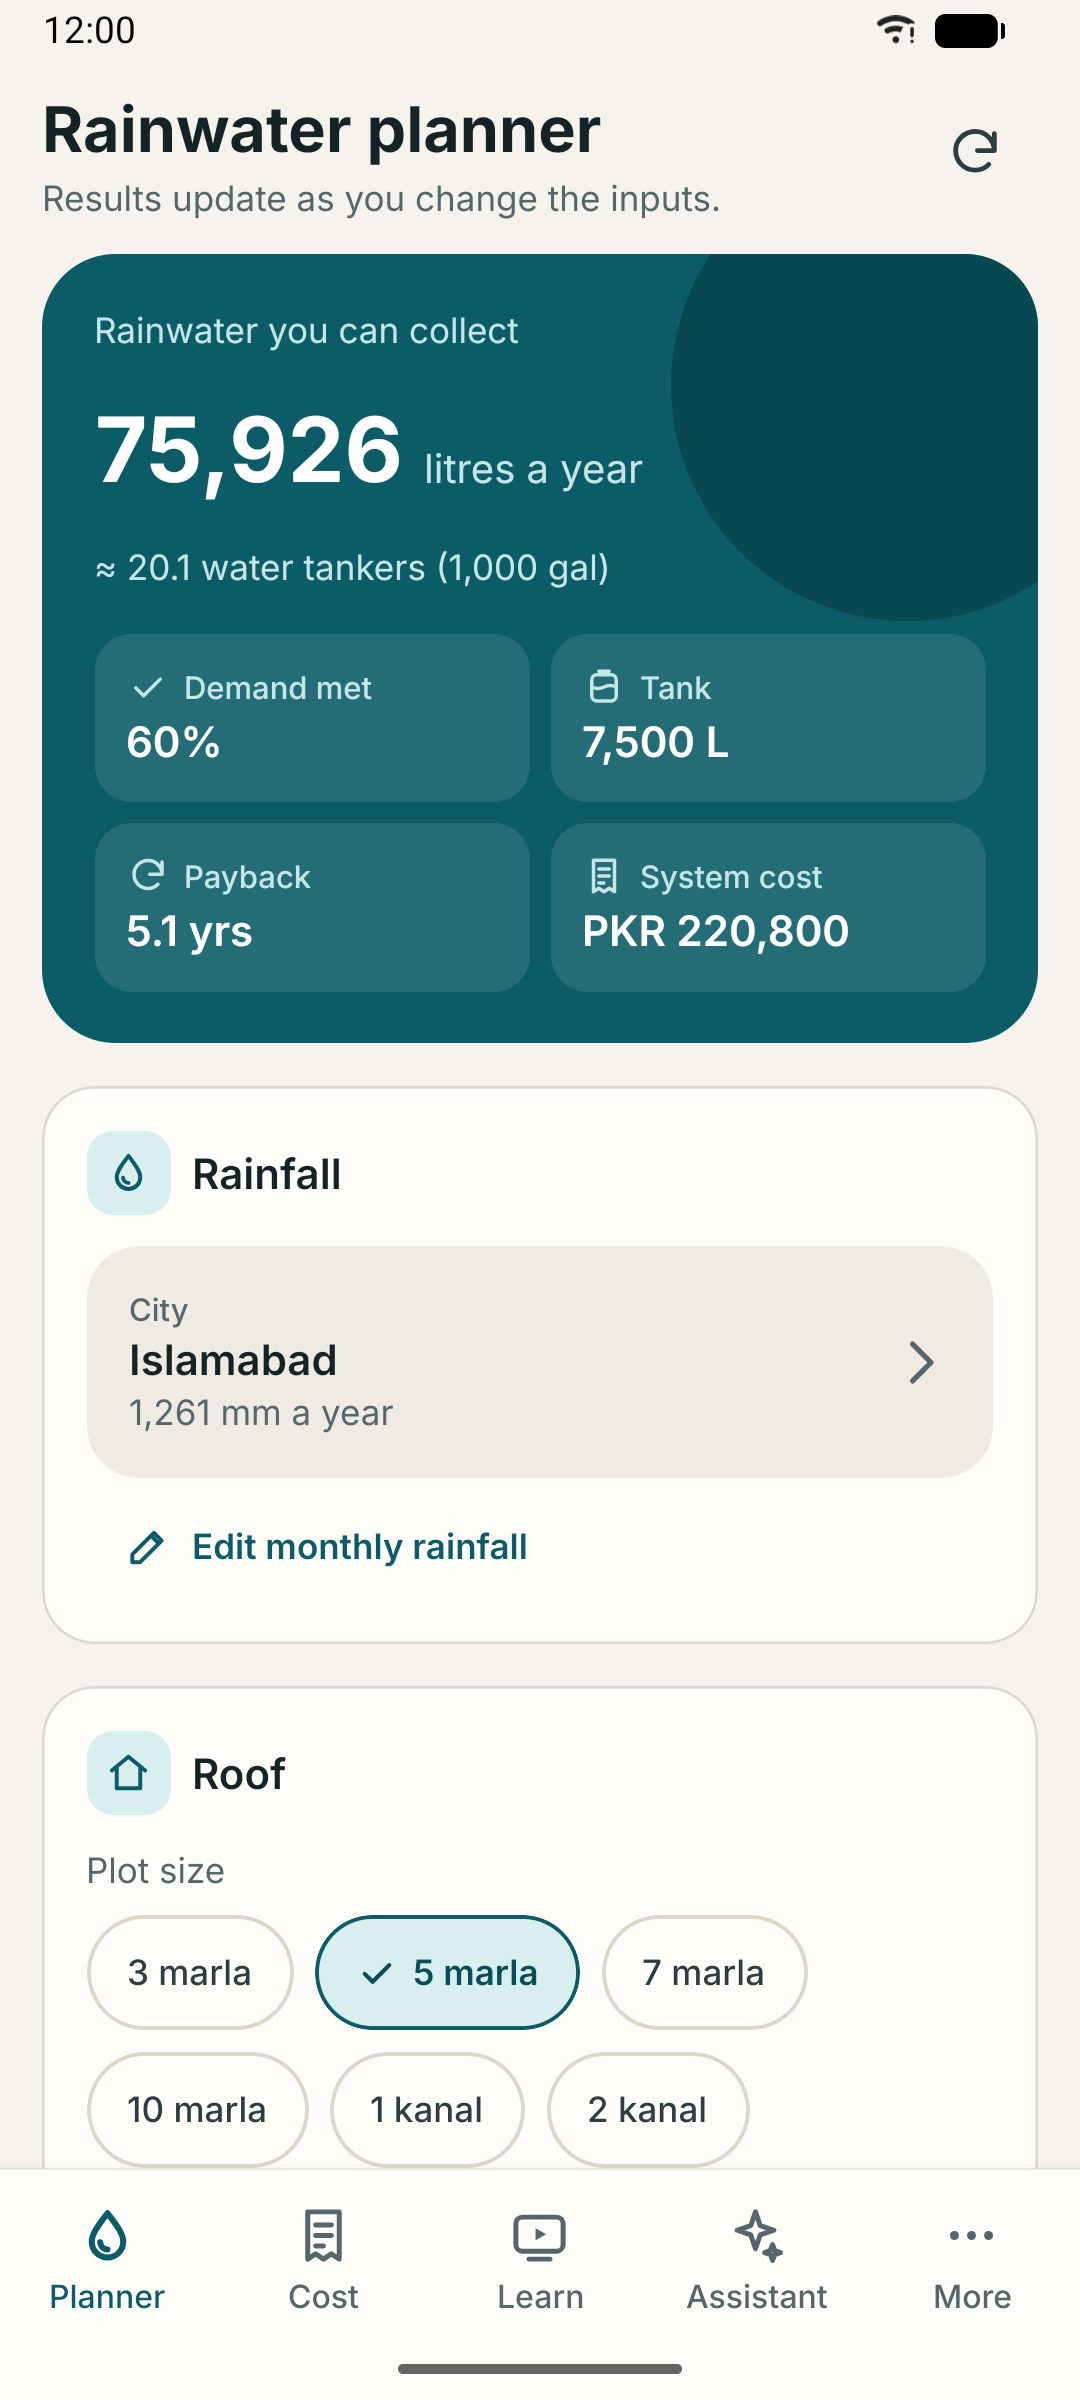 12:00
Rainwater planner
Results update as you change the inputs.
Rainwater you can collect
75,926 litres a year
≈ 20.1 water tankers (1,000 gal)
Demand met
60%
Tank
7,500 L
Payback
5.1 yrs
System cost
PKR 220,800
Rainfall
City
Islamabad
1,261 mm a year
Edit monthly rainfall
Roof
Plot size
3 marla
5 marla
7 marla
10 marla
1 kanal
2 kanal
Planner
Cost
Learn
Assistant
More